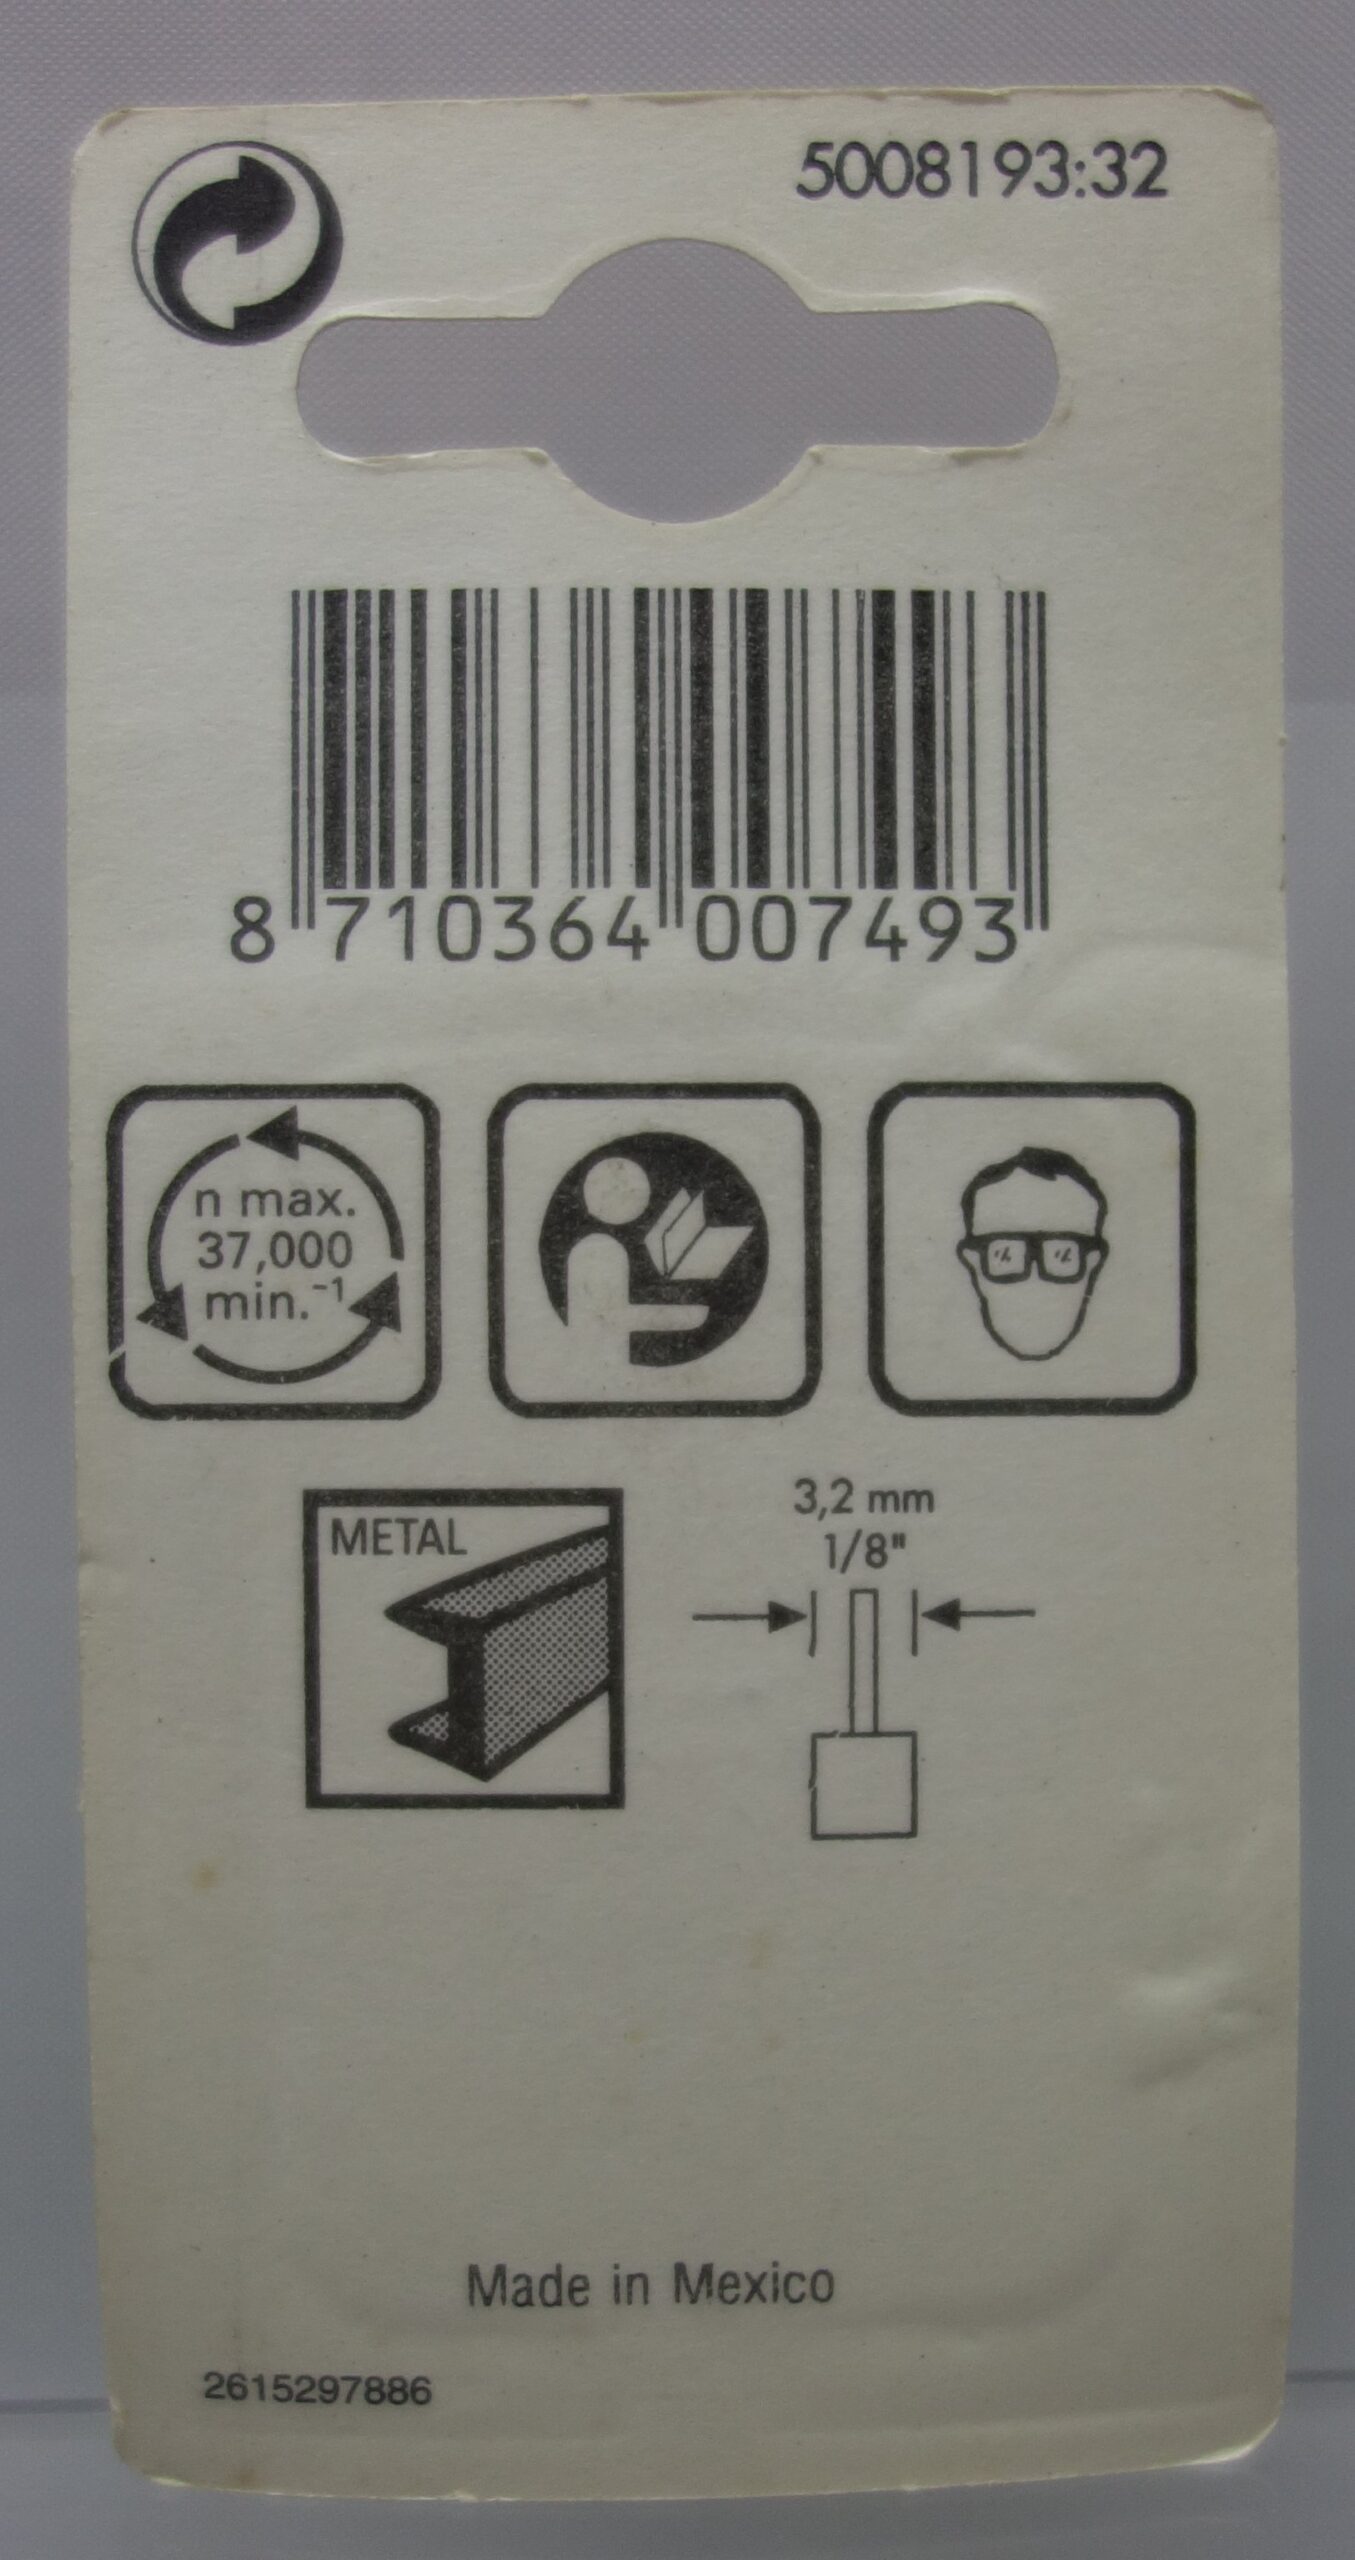 5008193:32
8 710364 007493
n max.
37,000
min.⁻¹
METAL
3,2 mm
1/8"
Made in Mexico
2615297886